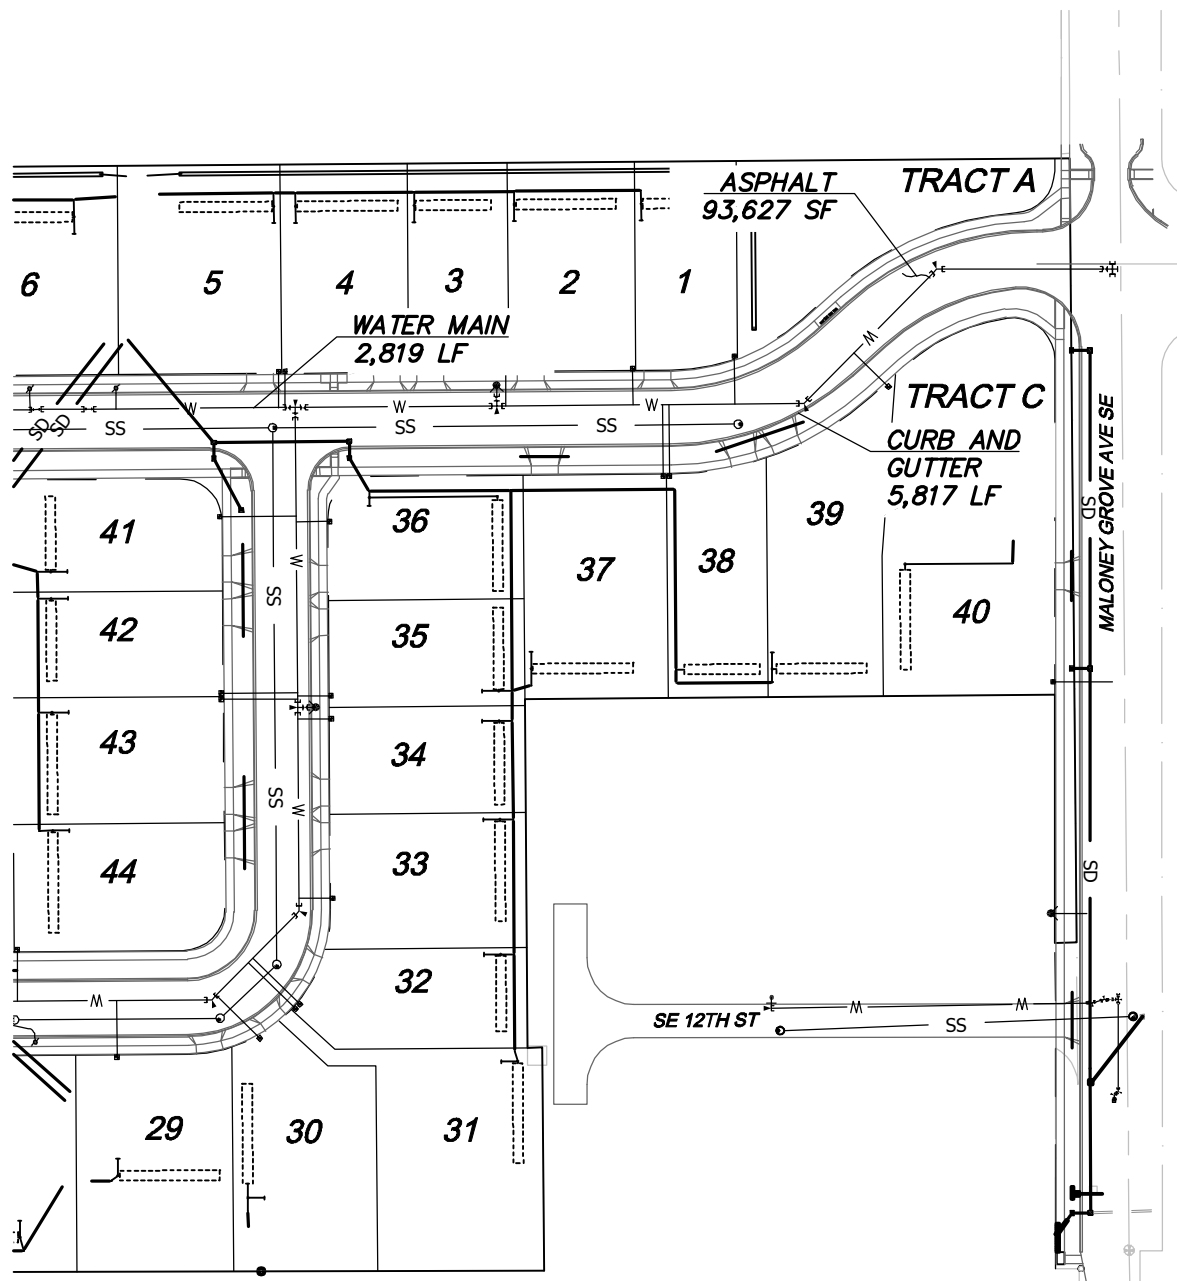 TRACT A
ASPHALT
93,627 SF
6
5
4
3
2
1
WATER MAIN
2,819 LF
W
TRACT C
W
W
W
SD
SD
SS
SS
SS
CURB AND
GUTTER
5,817 LF
MALONEY GROVE AVE SE
SD
41
36
39
37
38
W
SS
42
35
40
43
34
SS
W
44
33
SD
32
W
W
W
SE 12TH ST
SS
29
30
31